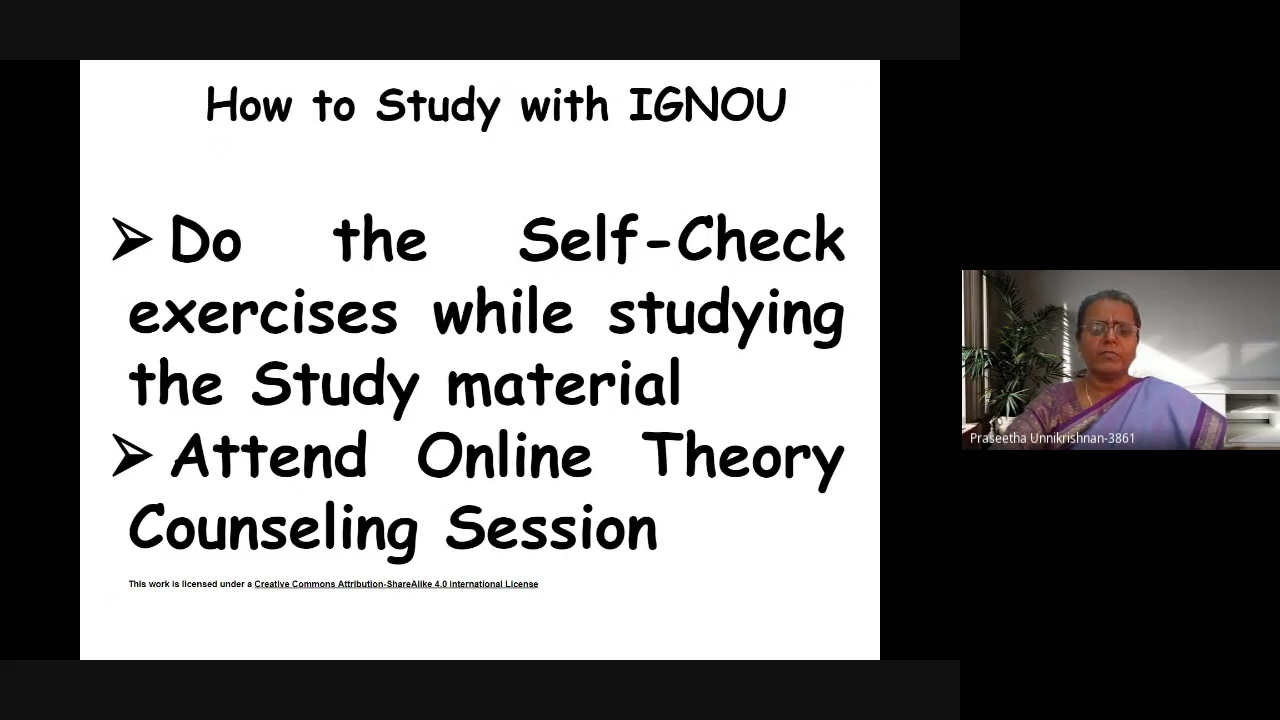 How to Study with IGNOU
➢ Do the Self-Check
exercises while studying
the Study material
➢ Attend Online Theory
Counseling Session
This work is licensed under a Creative Commons Attribution-ShareAlike 4.0 International License
Praseetha Unnikrishnan-3861